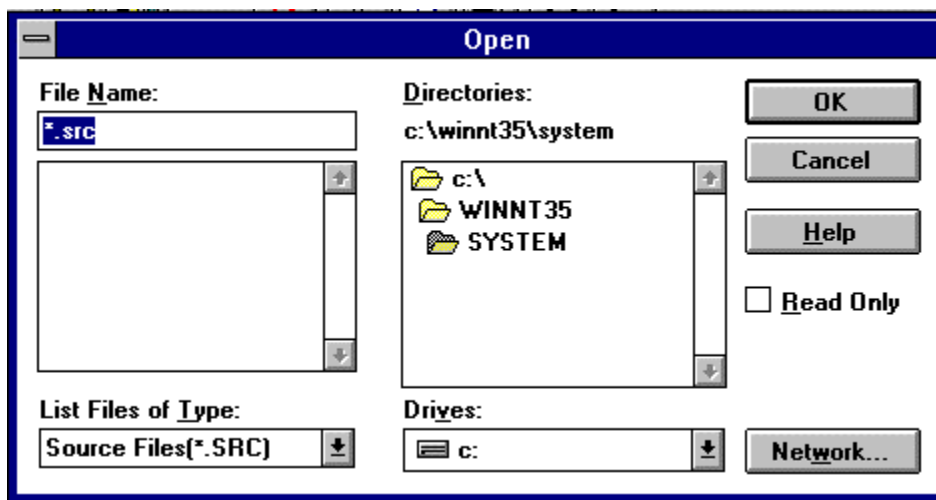 Open
File Name:
*.src
List Files of Type:
Source Files(*.SRC)
Directories:
c:\winnt35\system
c:\
WINNT35
SYSTEM
Drives:
c:
OK
Cancel
Help
Read Only
Network...